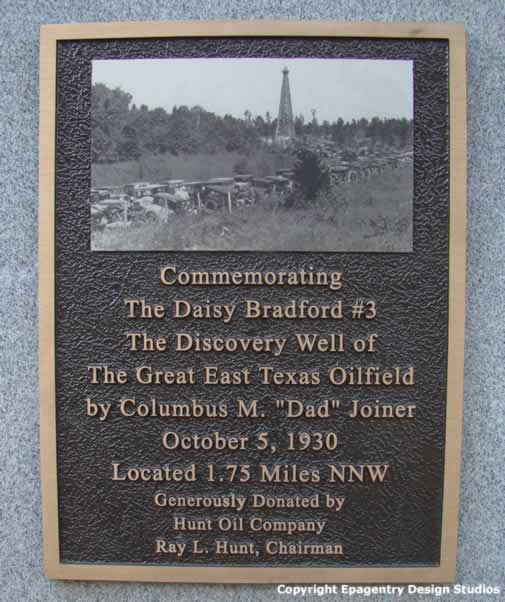 Commemorating
The Daisy Bradford #3
The Discovery Well of
The Great East Texas Oilfield
by Columbus M. "Dad" Joiner
October 5, 1930
Located 1.75 Miles NNW
Generously Donated by
Hunt Oil Company
Ray L. Hunt, Chairman
Copyright Epagentry Design Studios